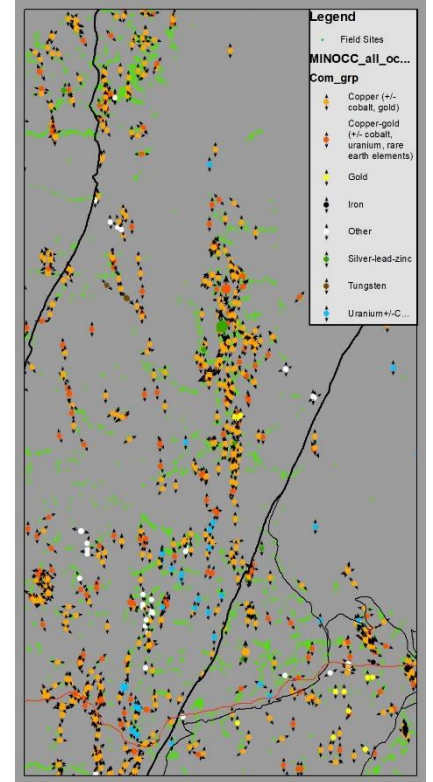 Legend
Field Sites
MINOCC_all_oc...
Com_grp
Copper (+/-
cobalt, gold)
Copper-gold
(+/- cobalt,
uranium, rare
earth elements)
Gold
Iron
Other
Silver-lead-zinc
Tungsten
Uranium+/-C...